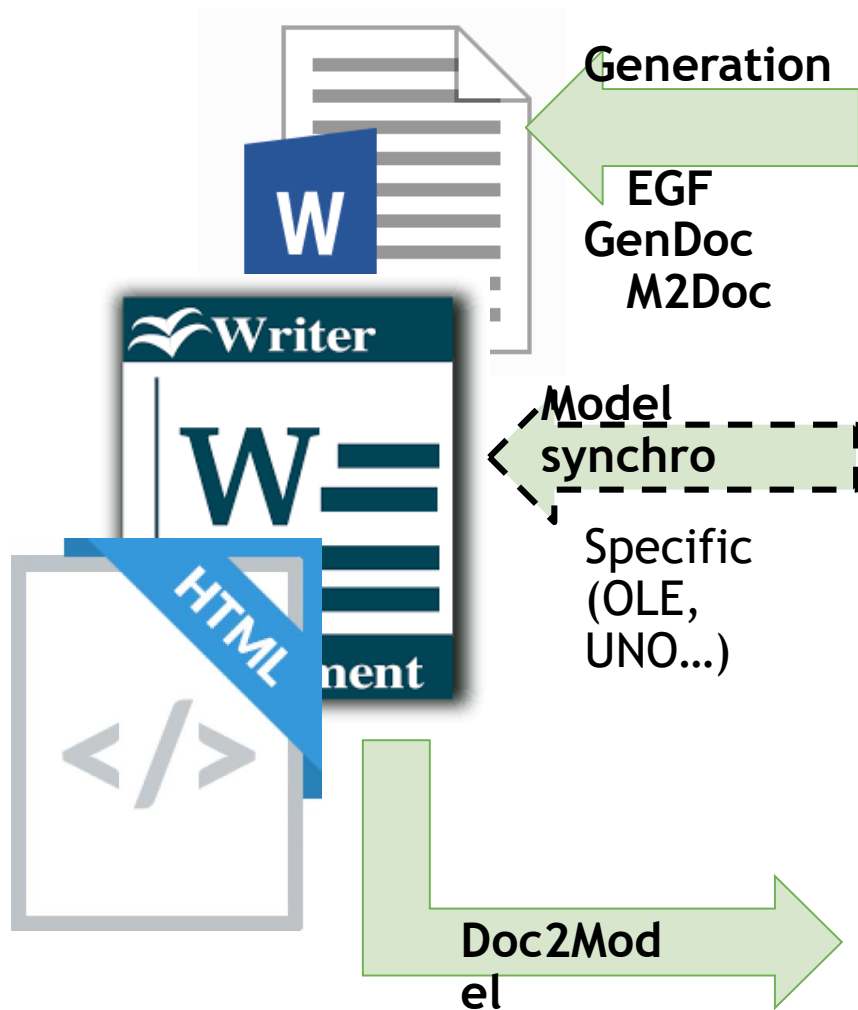 Generation
W
EGF
GenDoc
M2Doc
Writer
W
Model
synchro
Specific
(OLE,
UNO…)
HTML
ment
</>
Doc2Mod
el